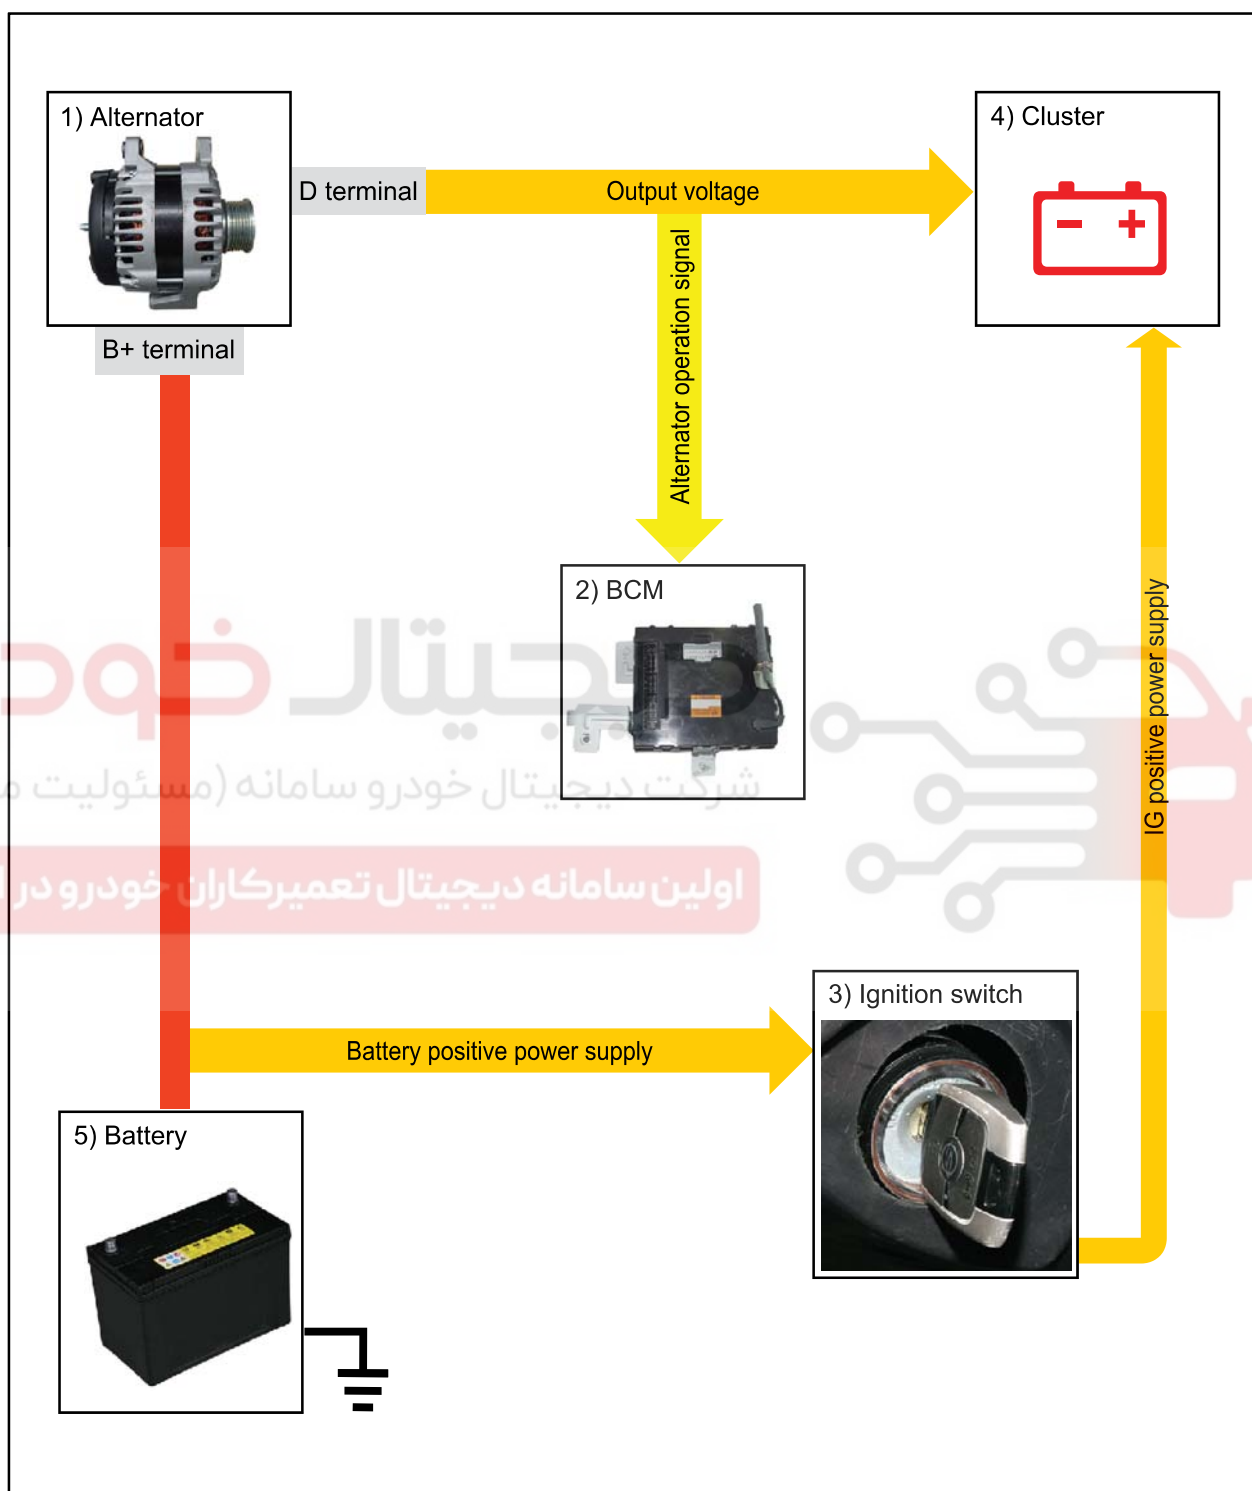 1) Alternator
4) Cluster
D terminal
Output voltage
B+ terminal
Alternator operation signal
2) BCM
IG positive power supply
دیجیتال خودر
شرکت دیجیتال خودرو سامانه (مسئولیت
اولین سامانه دیجیتال تعمیرکاران خودرو در
3) Ignition switch
Battery positive power supply
5) Battery